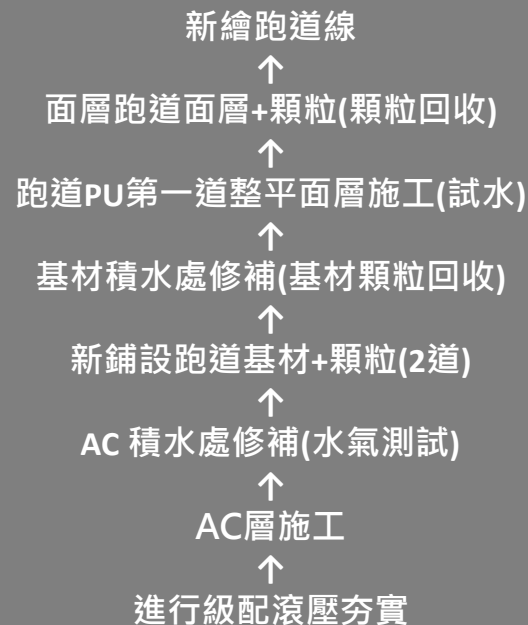 新繪跑道線
↑
面層跑道面層+顆粒(顆粒回收)
↑
跑道PU第一道整平面層施工(試水)
↑
基材積水處修補(基材顆粒回收)
↑
新鋪設跑道基材+顆粒(2道)
↑
AC 積水處修補(水氣測試)
↑
AC層施工
↑
進行級配滾壓夯實